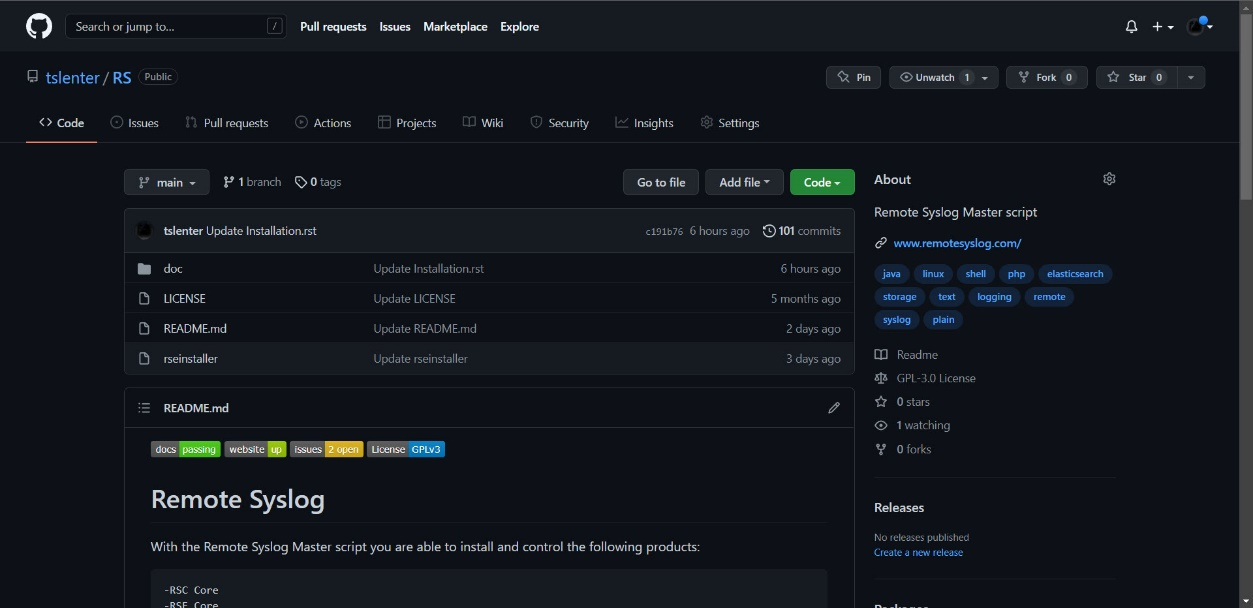 Search or jump to... /
Pull requests Issues Marketplace Explore
tslenter / RS Public
Pin Unwatch 1 Fork 0 Star 0
<> Code Issues Pull requests Actions Projects Wiki Security Insights Settings
main 1 branch 0 tags Go to file Add file Code
tslenter Update Installation.rst c191b76 6 hours ago 101 commits
doc Update Installation.rst 6 hours ago
LICENSE Update LICENSE 5 months ago
README.md Update README.md 2 days ago
rseinstaller Update rseinstaller 3 days ago
README.md
docs passing website up issues 2 open License GPLv3
Remote Syslog
With the Remote Syslog Master script you are able to install and control the following products:
-RSC Core
-RSE Core
About
Remote Syslog Master script
www.remotesyslog.com/
java linux shell php elasticsearch
storage text logging remote
syslog plain
Readme
GPL-3.0 License
0 stars
1 watching
0 forks
Releases
No releases published
Create a new release
Packages